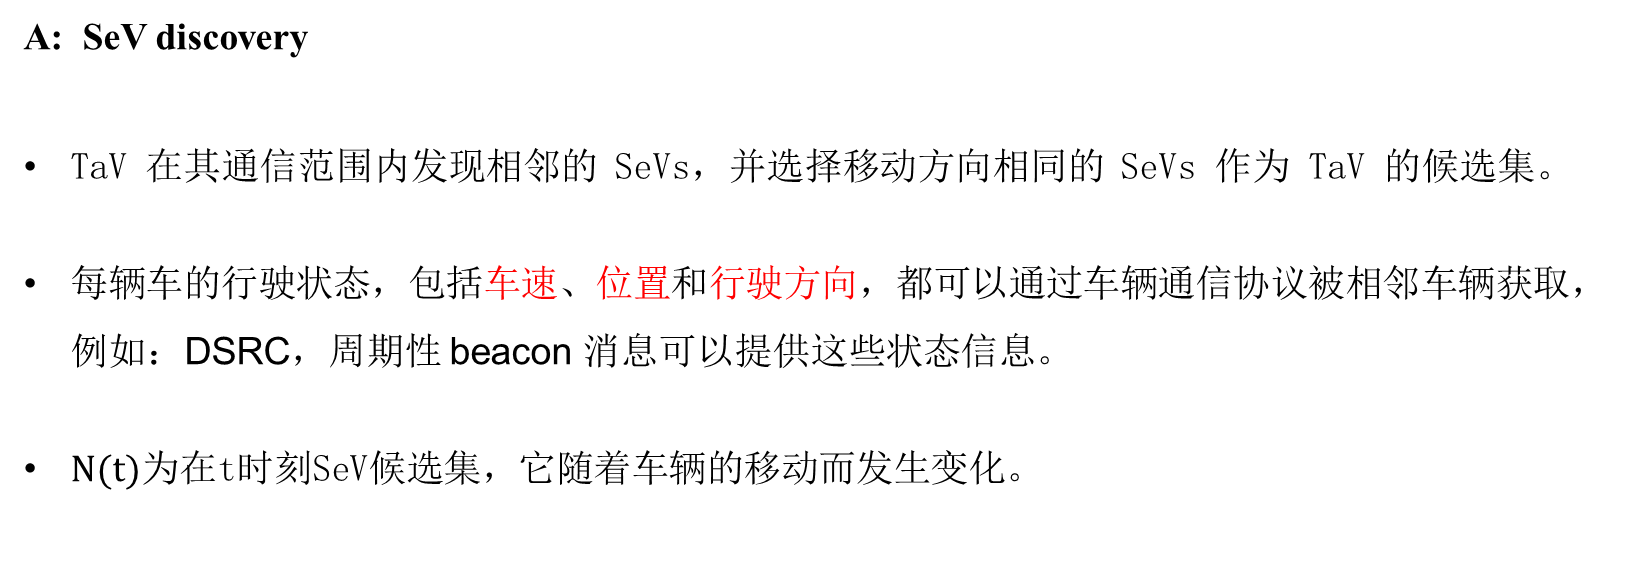 A: SeV discovery
• TaV 在其通信范围内发现相邻的 SeVs，并选择移动方向相同的 SeVs 作为 TaV 的候选集。
• 每辆车的行驶状态，包括车速、位置和行驶方向，都可以通过车辆通信协议被相邻车辆获取，
例如：DSRC，周期性 beacon 消息可以提供这些状态信息。
• N(t)为在t时刻SeV候选集，它随着车辆的移动而发生变化。